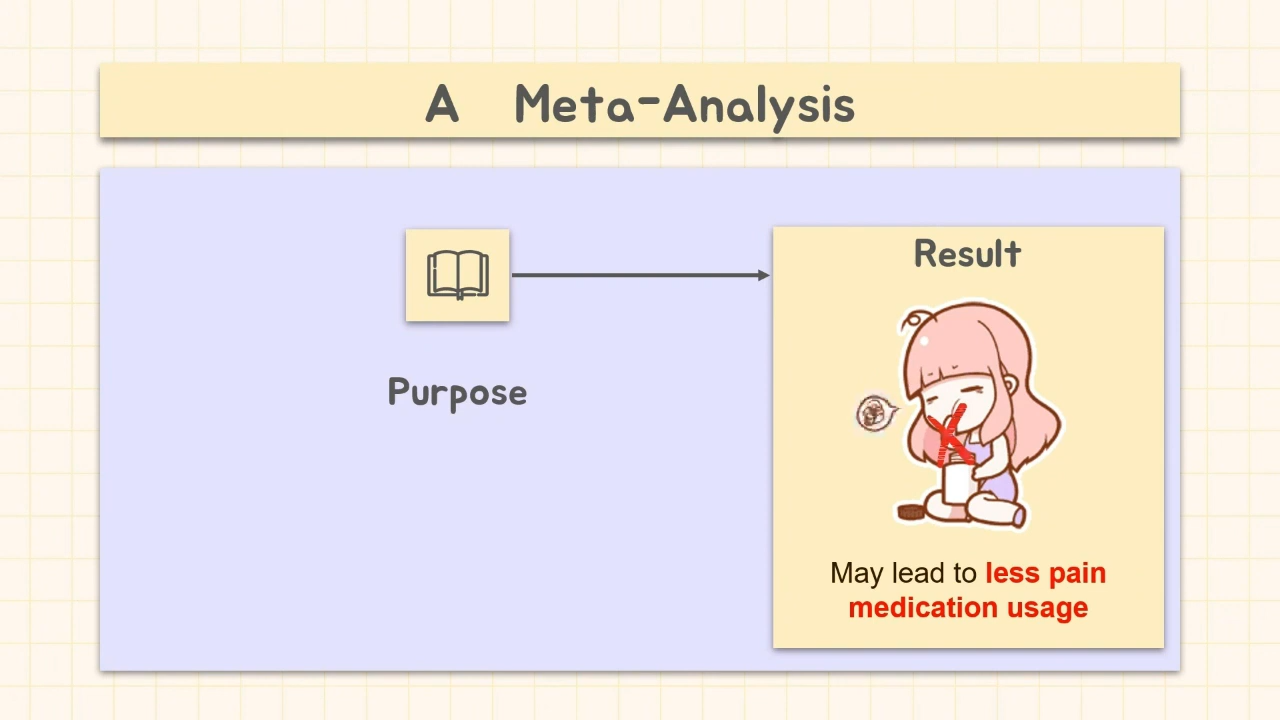 A Meta-Analysis
Result
Purpose
May lead to less pain
medication usage